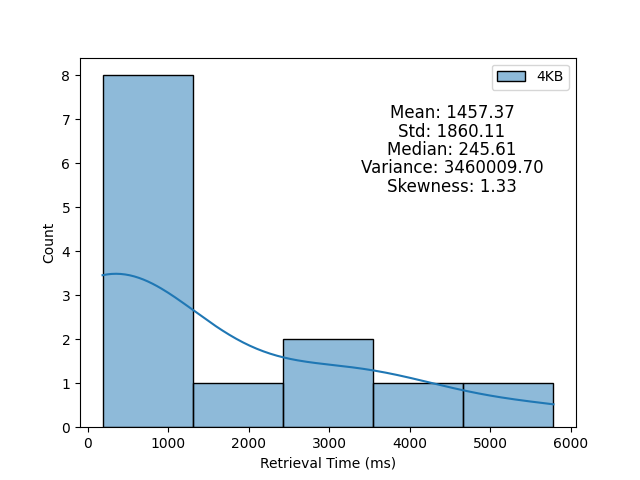 4KB
Mean: 1457.37
Std: 1860.11
Median: 245.61
Variance: 3460009.70
Skewness: 1.33
Count
8
7
6
5
4
3
2
1
0
0 1000 2000 3000 4000 5000 6000
Retrieval Time (ms)